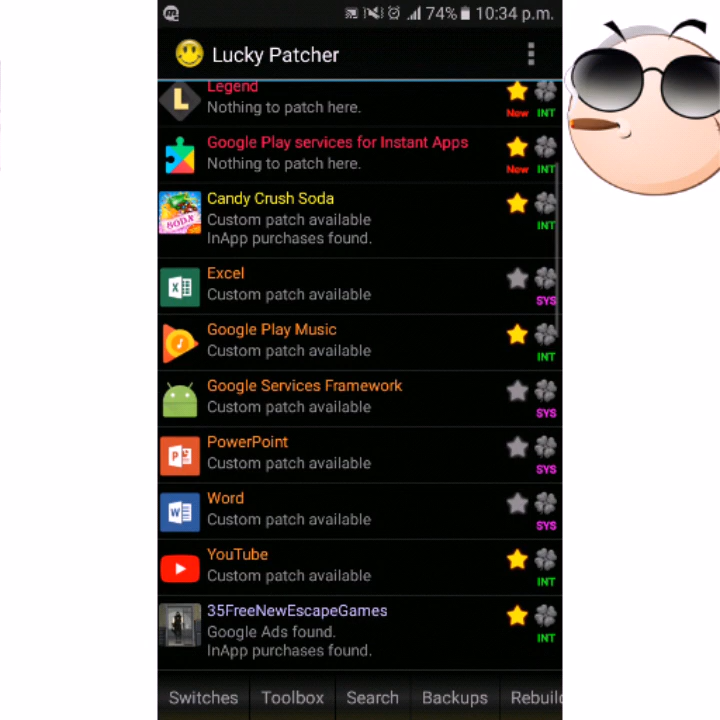 74% 10:34 p.m.
Lucky Patcher
Legend
Nothing to patch here.
New INT
Google Play services for Instant Apps
Nothing to patch here.
New INT
Candy Crush Soda
Custom patch available
InApp purchases found.
INT
SODA
Excel
Custom patch available
SYS
Google Play Music
Custom patch available
INT
Google Services Framework
Custom patch available
SYS
PowerPoint
Custom patch available
SYS
Word
Custom patch available
SYS
YouTube
Custom patch available
INT
35FreeNewEscapeGames
Google Ads found.
InApp purchases found.
INT
Switches Toolbox Search Backups Rebuil